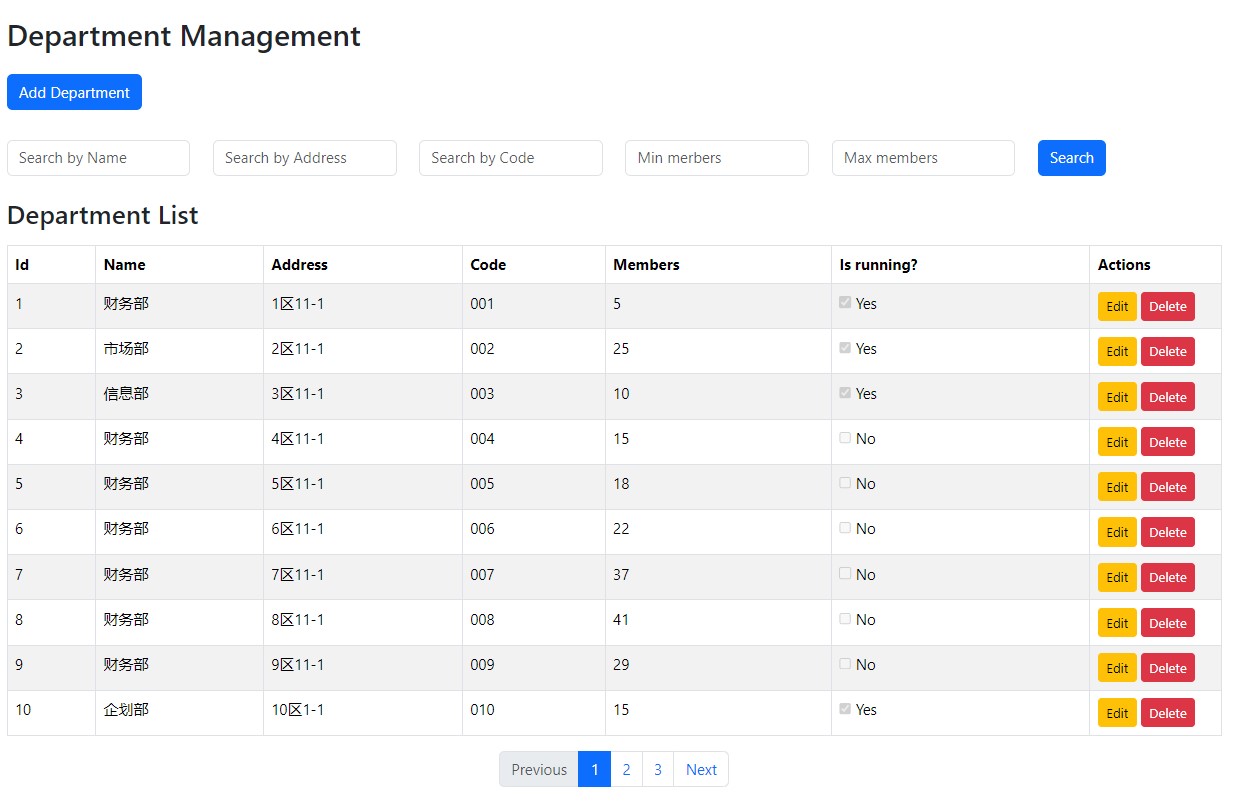 Department Management
Add Department
Search by Name Search by Address Search by Code Min merbers Max members Search
Department List
Id Name Address Code Members Is running? Actions
1 财务部 1区11-1 001 5 Yes Edit Delete
2 市场部 2区11-1 002 25 Yes Edit Delete
3 信息部 3区11-1 003 10 Yes Edit Delete
4 财务部 4区11-1 004 15 No Edit Delete
5 财务部 5区11-1 005 18 No Edit Delete
6 财务部 6区11-1 006 22 No Edit Delete
7 财务部 7区11-1 007 37 No Edit Delete
8 财务部 8区11-1 008 41 No Edit Delete
9 财务部 9区11-1 009 29 No Edit Delete
10 企划部 10区1-1 010 15 Yes Edit Delete
Previous 1 2 3 Next